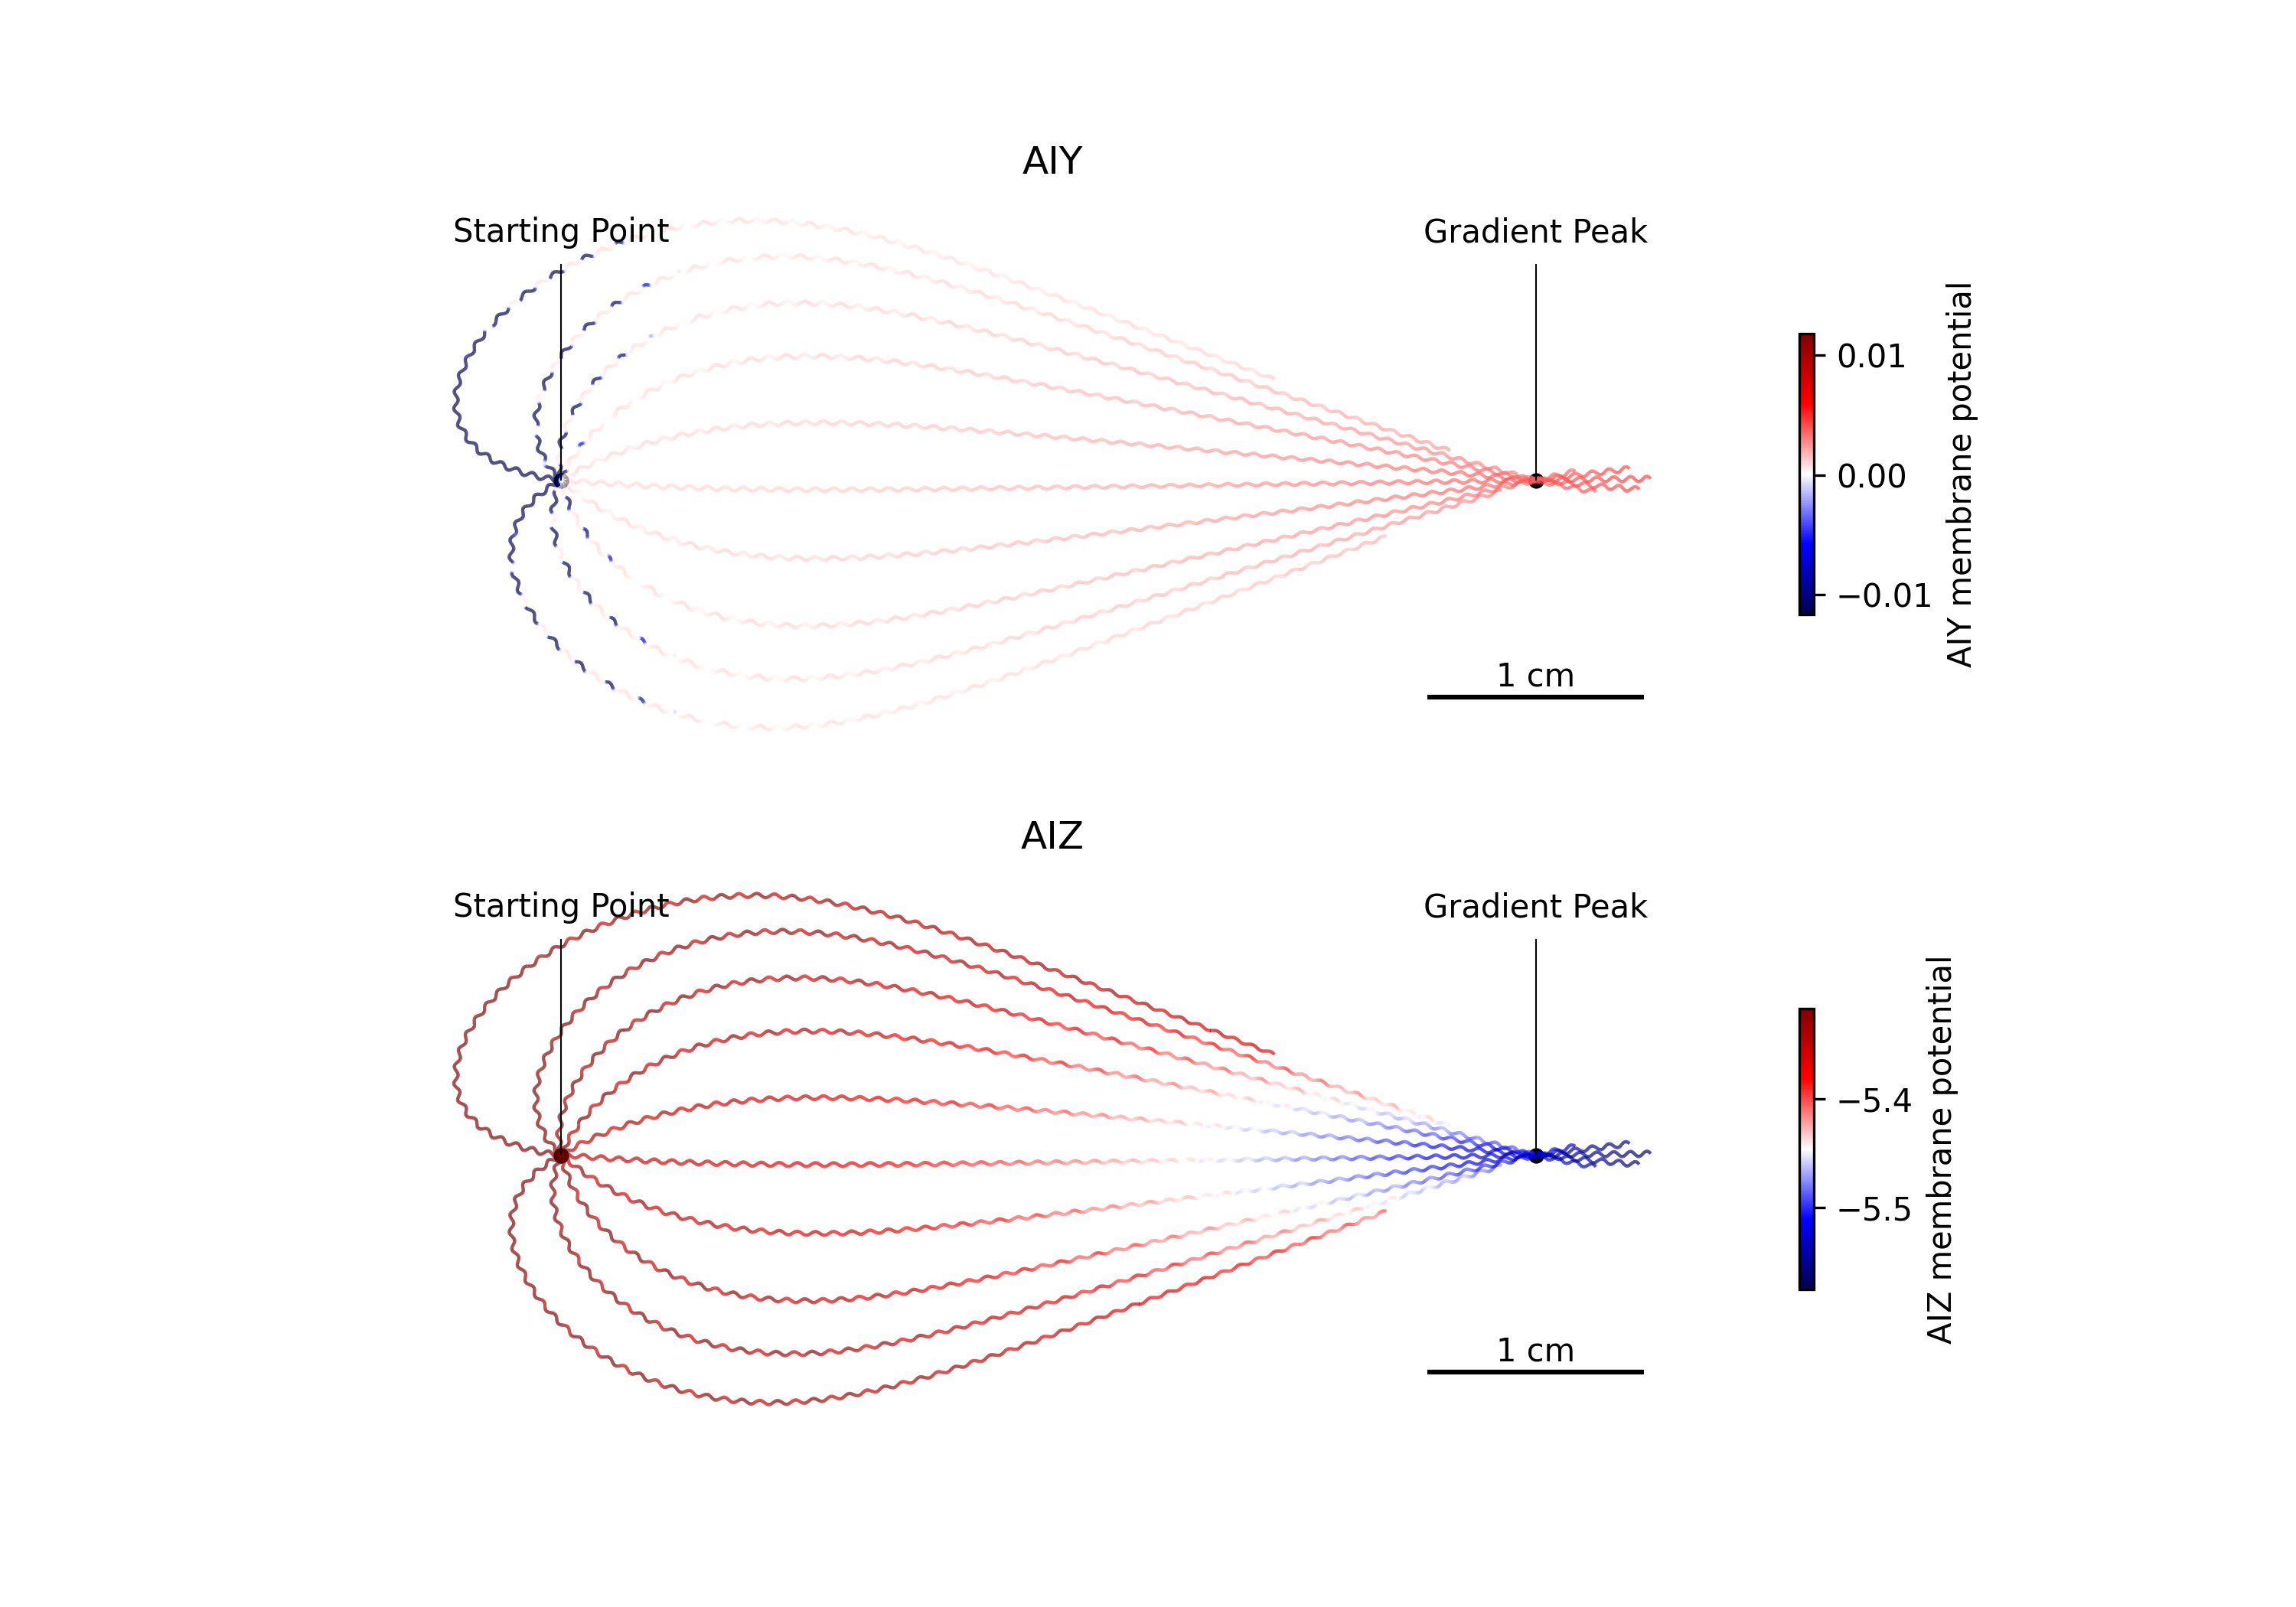 AIY
Starting Point
Gradient Peak
0.01
0.00
−0.01
AIY membrane potential
1 cm
AIZ
Starting Point
Gradient Peak
−5.4
−5.5
AIZ membrane potential
1 cm